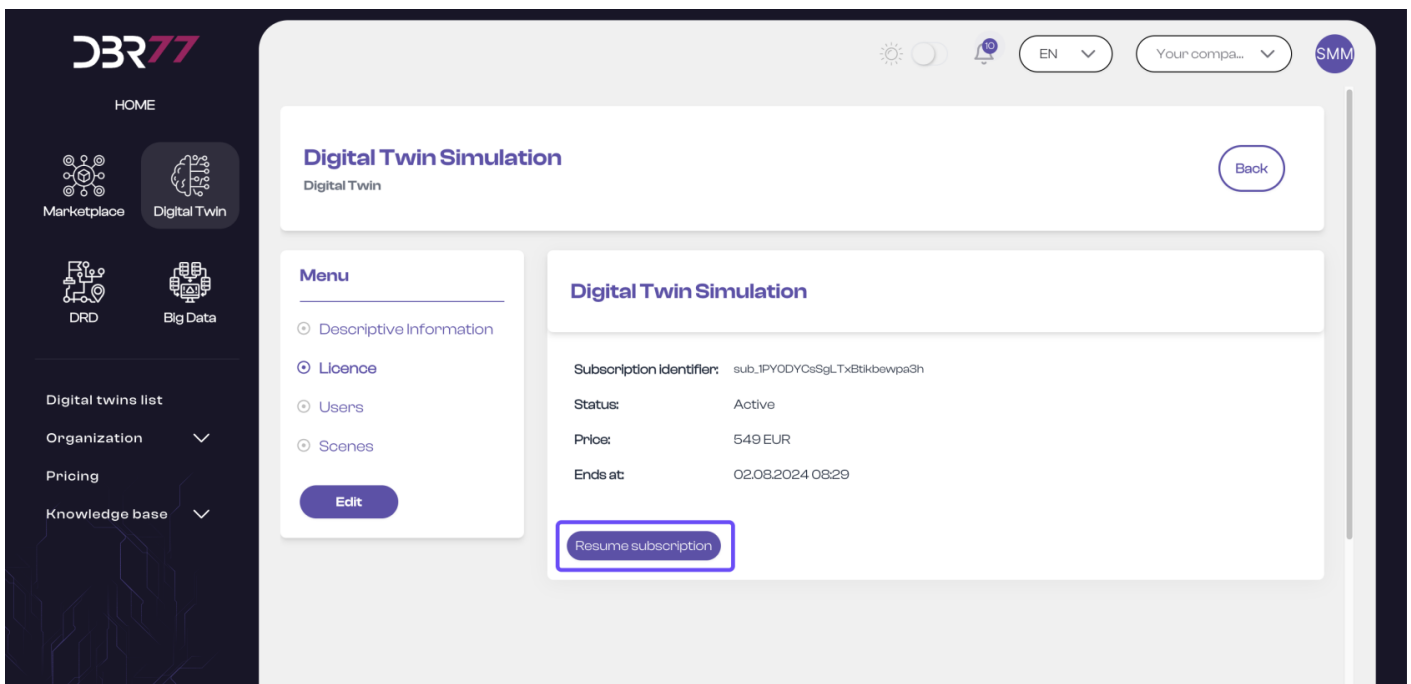 DBR77
10
EN
Your compa...
SMM
HOME
Marketplace
Digital Twin
DRD
Big Data
Digital twins list
Organization
Pricing
Knowledge base
Digital Twin Simulation
Digital Twin
Back
Menu
Descriptive Information
Licence
Users
Scenes
Edit
Digital Twin Simulation
Subscription identifier: sub_1PY0DYCsSgLTxBtikbewpa3h
Status: Active
Price: 549 EUR
Ends at: 02.08.2024 08:29
Resume subscription